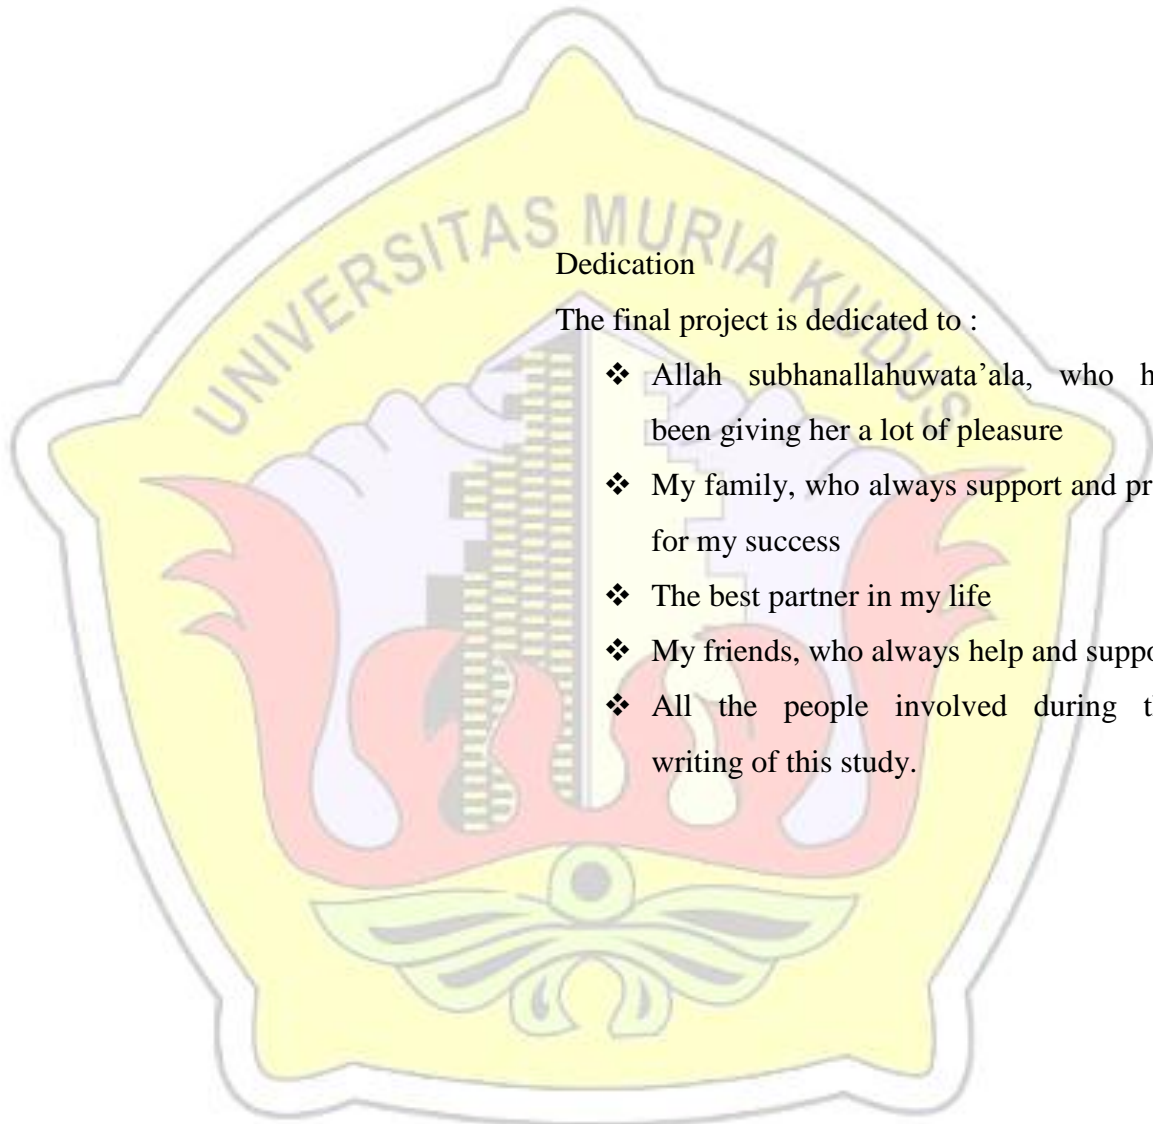 UNIVERSITAS MURIA KUDUS
Dedication
The final project is dedicated to :
❖ Allah subhanallahuwata’ala, who
been giving her a lot of pleasure
❖ My family, who always support and
for my success
❖ The best partner in my life
❖ My friends, who always help and
❖ All the people involved during
writing of this study.